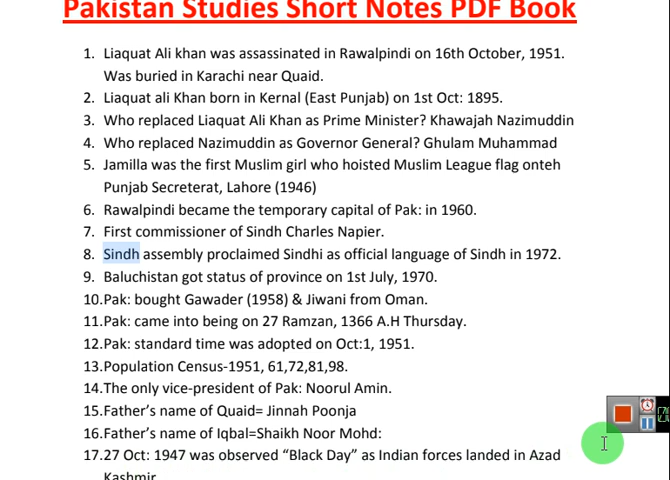 Pakistan Studies Short Notes PDF Book
1. Liaquat Ali khan was assassinated in Rawalpindi on 16th October, 1951.
Was buried in Karachi near Quaid.
2. Liaquat ali Khan born in Kernal (East Punjab) on 1st Oct: 1895.
3. Who replaced Liaquat Ali Khan as Prime Minister? Khawajah Nazimuddin
4. Who replaced Nazimuddin as Governor General? Ghulam Muhammad
5. Jamilla was the first Muslim girl who hoisted Muslim League flag onteh
Punjab Secreterat, Lahore (1946)
6. Rawalpindi became the temporary capital of Pak: in 1960.
7. First commissioner of Sindh Charles Napier.
8. Sindh assembly proclaimed Sindhi as official language of Sindh in 1972.
9. Baluchistan got status of province on 1st July, 1970.
10.Pak: bought Gawader (1958) & Jiwani from Oman.
11.Pak: came into being on 27 Ramzan, 1366 A.H Thursday.
12.Pak: standard time was adopted on Oct:1, 1951.
13.Population Census-1951, 61,72,81,98.
14.The only vice-president of Pak: Noorul Amin.
15.Father’s name of Quaid= Jinnah Poonja
16.Father’s name of Iqbal=Shaikh Noor Mohd:
17.27 Oct: 1947 was observed “Black Day” as Indian forces landed in Azad
Kashmir